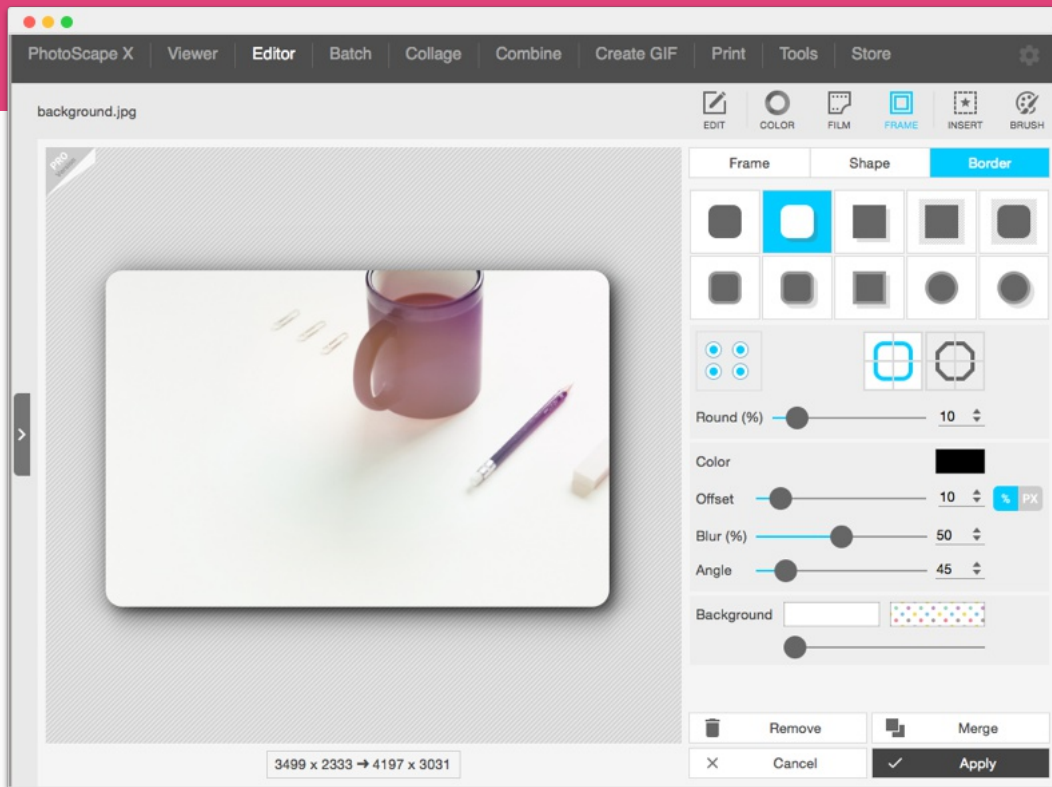 PhotoScape X Viewer Editor Batch Collage Combine Create GIF Print Tools Store
background.jpg
EDIT COLOR FILM FRAME INSERT BRUSH
PRO
Version
Frame Shape Border
Round (%) 10
Color
Offset 10 % PX
Blur (%) 50
Angle 45
Background
Remove Merge
Cancel Apply
3499 x 2333 ➔ 4197 x 3031